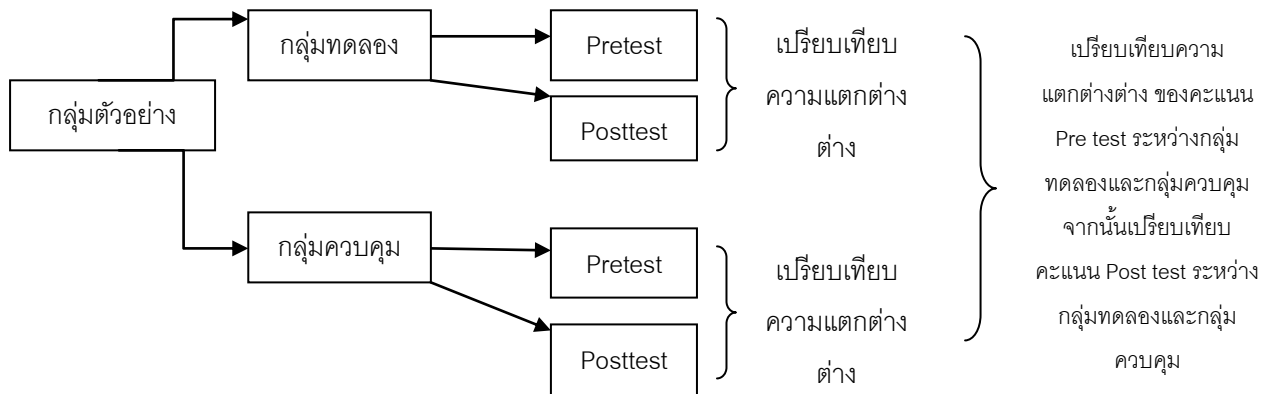 กลุ่มตัวอย่าง
กลุ่มทดลอง
Pretest
Posttest
เปรียบเทียบ
ความแตกต่าง
ต่าง
กลุ่มควบคุม
Pretest
Posttest
เปรียบเทียบ
ความแตกต่าง
ต่าง
เปรียบเทียบความ
แตกต่างต่าง ของคะแนน
Pre test ระหว่างกลุ่ม
ทดลองและกลุ่มควบคุม
จากนั้นเปรียบเทียบ
คะแนน Post test ระหว่าง
กลุ่มทดลองและกลุ่ม
ควบคุม